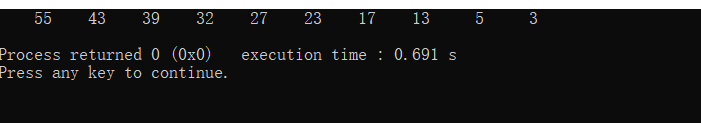 55 43 39 32 27 23 17 13 5 3
Process returned 0 (0x0) execution time : 0.691 s
Press any key to continue.